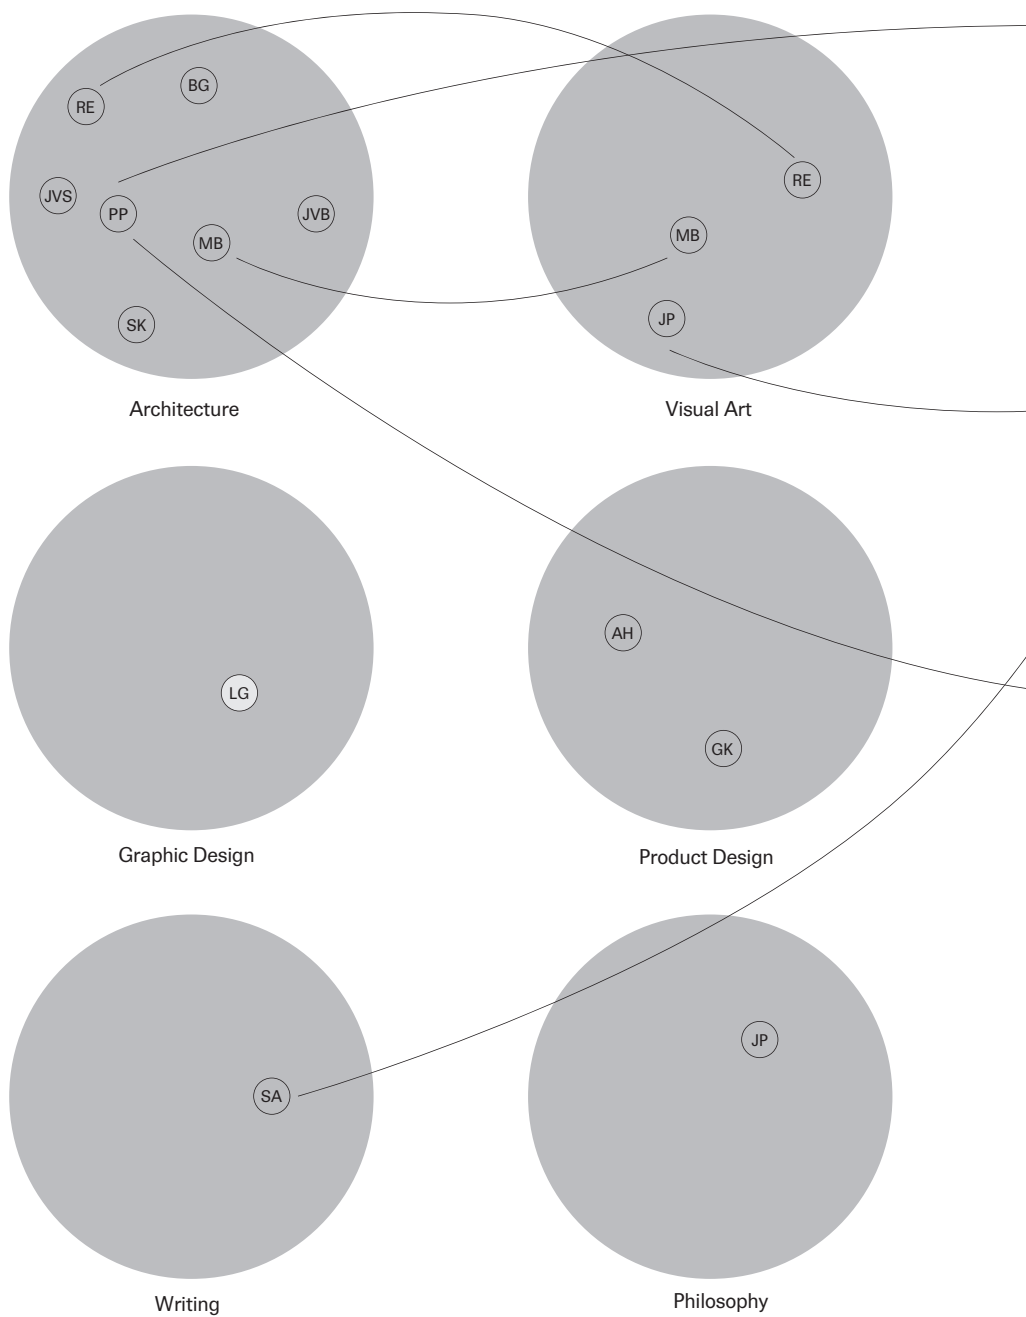 RE
BG
JVS
PP
MB
JVB
SK
Architecture
RE
MB
JP
Visual Art
LG
Graphic Design
AH
GK
Product Design
SA
Writing
JP
Philosophy